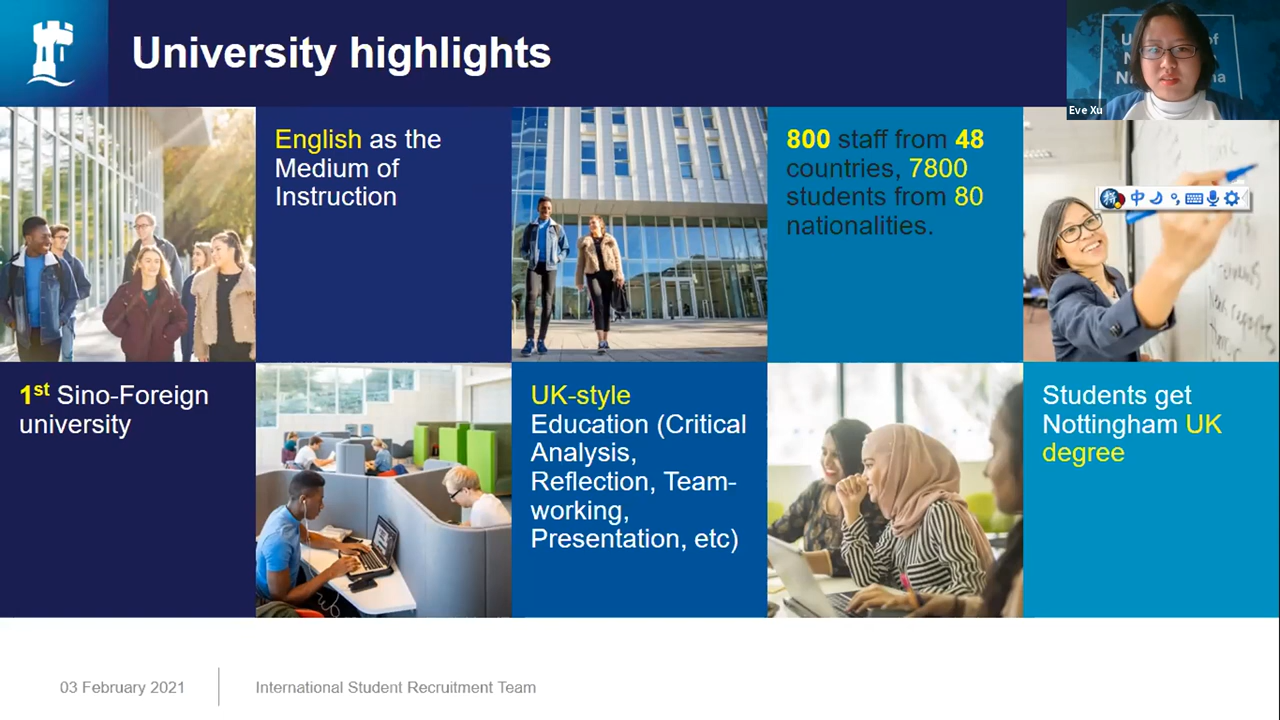 University highlights
Eve Xu
English as the
Medium of
Instruction
800 staff from 48
countries, 7800
students from 80
nationalities.
中
1st Sino-Foreign
university
UK-style
Education (Critical
Analysis,
Reflection, Team-
working,
Presentation, etc)
Students get
Nottingham UK
degree
03 February 2021
International Student Recruitment Team